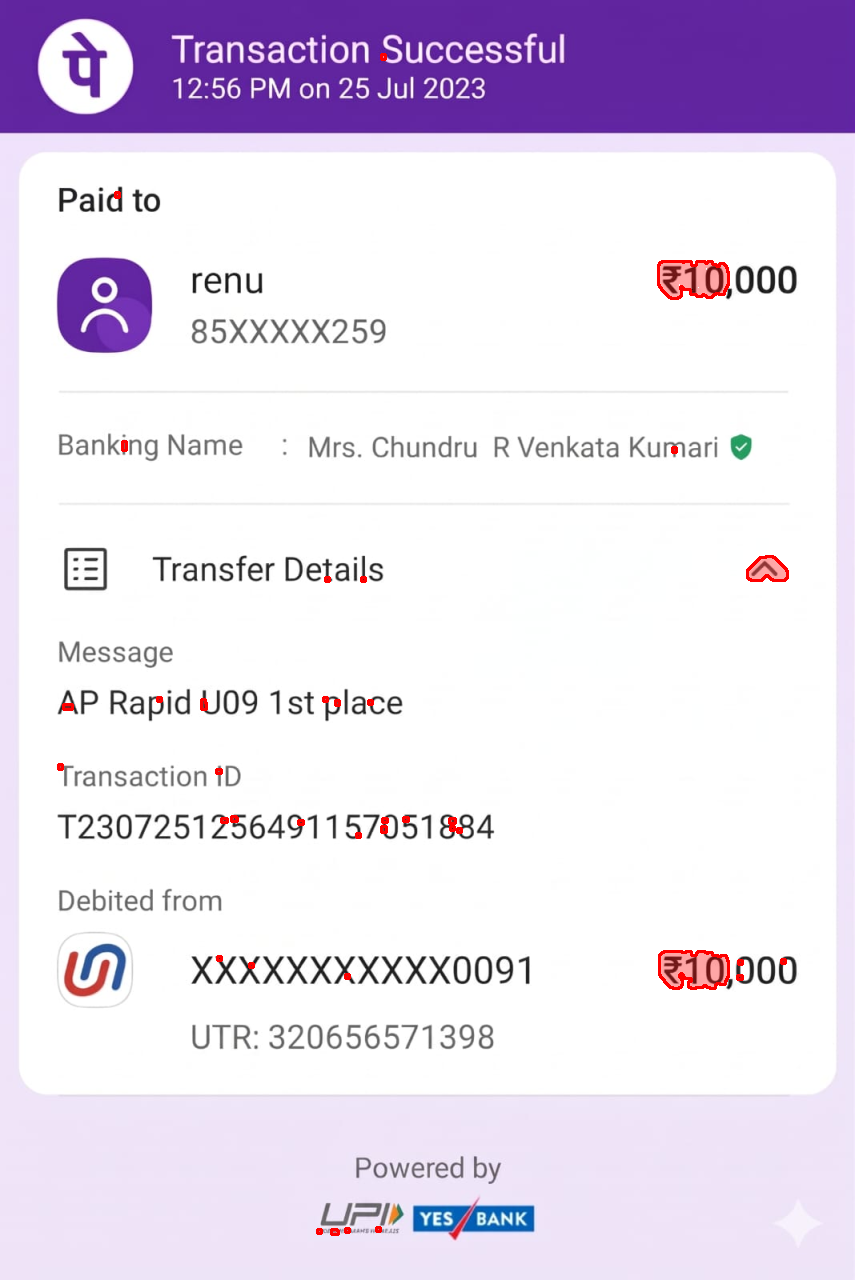 पे
Transaction Successful
12:56 PM on 25 Jul 2023
Paid to
renu
₹10,000
85XXXXX259
Banking Name : Mrs. Chundru R Venkata Kumari
Transfer Details
Message
AP Rapid U09 1st place
Transaction ID
T2307251256491157051884
Debited from
XXXXXXXXXXX0091
₹10,000
UTR: 320656571398
Powered by
UPI YES BANK